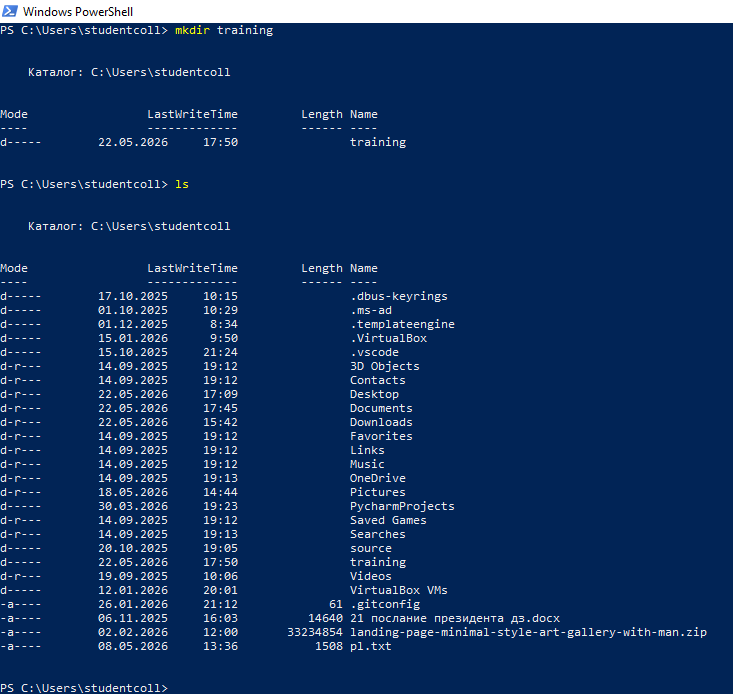 Windows PowerShell
PS C:\Users\studentcoll> mkdir training
Каталог: C:\Users\studentcoll
Mode LastWriteTime Length Name
---- ------------- ------ ----
d----- 22.05.2026 17:50 training
PS C:\Users\studentcoll> ls
Каталог: C:\Users\studentcoll
Mode LastWriteTime Length Name
---- ------------- ------ ----
d----- 17.10.2025 10:15 .dbus-keyrings
d----- 01.10.2025 10:29 .ms-ad
d----- 01.12.2025 8:34 .templateengine
d----- 15.01.2026 9:50 .VirtualBox
d----- 15.10.2025 21:24 .vscode
d-r--- 14.09.2025 19:12 3D Objects
d-r--- 14.09.2025 19:12 Contacts
d-r--- 22.05.2026 17:09 Desktop
d-r--- 22.05.2026 17:45 Documents
d-r--- 22.05.2026 15:42 Downloads
d-r--- 14.09.2025 19:12 Favorites
d-r--- 14.09.2025 19:12 Links
d-r--- 14.09.2025 19:12 Music
d-r--- 14.09.2025 19:13 OneDrive
d-r--- 18.05.2026 14:44 Pictures
d----- 30.03.2026 19:23 PycharmProjects
d-r--- 14.09.2025 19:12 Saved Games
d-r--- 14.09.2025 19:13 Searches
d----- 20.10.2025 19:05 source
d----- 22.05.2026 17:50 training
d-r--- 19.09.2025 10:06 Videos
d----- 12.01.2026 20:01 VirtualBox VMs
-a---- 26.01.2026 21:12 61 .gitconfig
-a---- 06.11.2025 16:03 14640 21 послание президента дз.docx
-a---- 02.02.2026 12:00 33234854 landing-page-minimal-style-art-gallery-with-man.zip
-a---- 08.05.2026 13:36 1508 pl.txt
PS C:\Users\studentcoll>